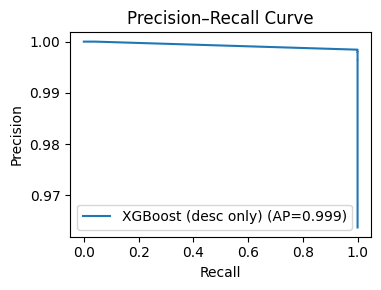 Precision–Recall Curve
1.00
0.99
0.98
0.97
Precision
XGBoost (desc only) (AP=0.999)
0.0 0.2 0.4 0.6 0.8 1.0
Recall